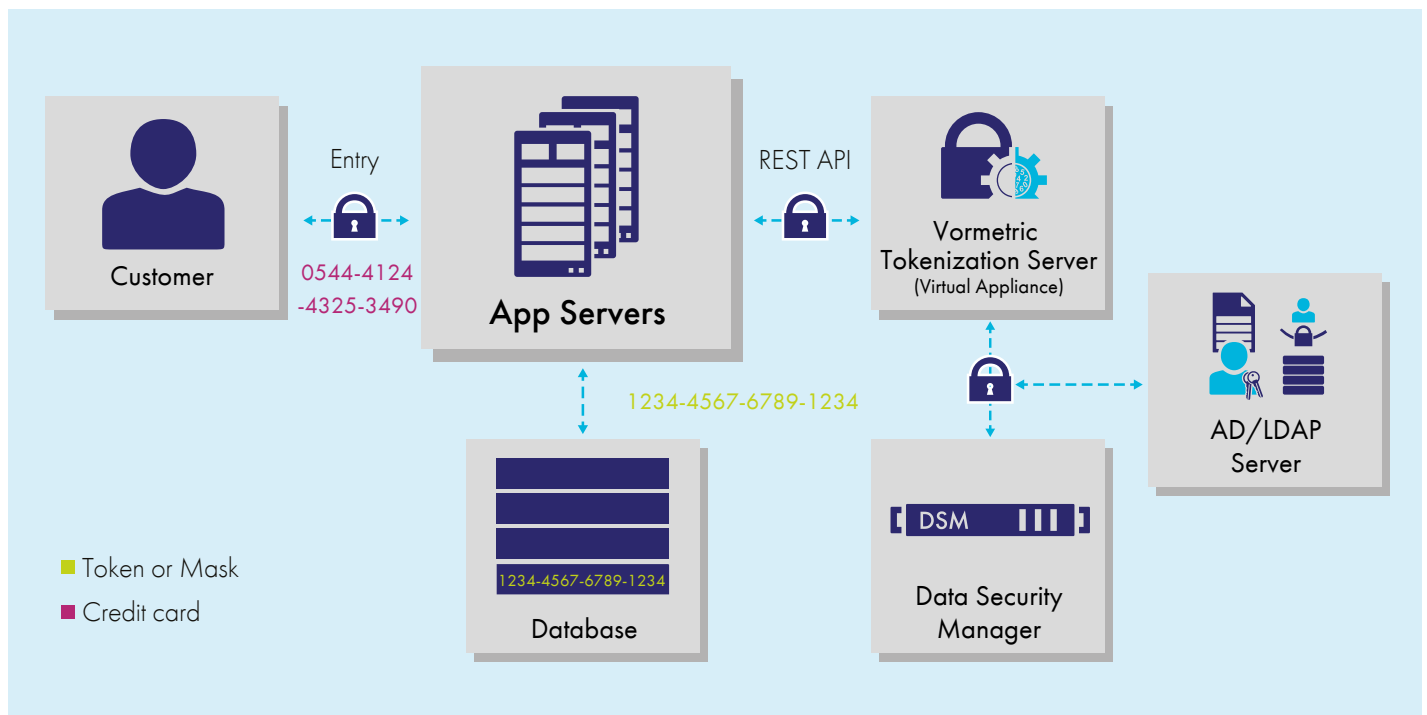 Customer
Entry
0544-4124
-4325-3490
App Servers
REST API
Vormetric
Tokenization Server
(Virtual Appliance)
1234-4567-6789-1234
AD/LDAP
Server
1234-4567-6789-1234
Database
DSM
Data Security
Manager
Token or Mask
Credit card